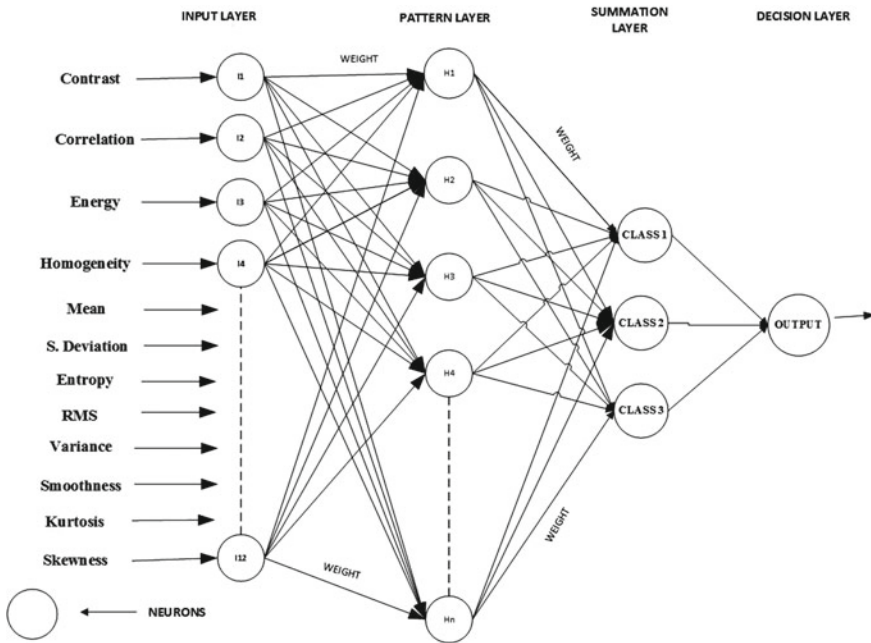 INPUT LAYER
PATTERN LAYER
SUMMATION
LAYER
DECISION LAYER
Contrast
Correlation
Energy
Homogeneity
Mean
S. Deviation
Entropy
RMS
Variance
Smoothness
Kurtosis
Skewness
I1
I2
I3
I4
I12
WEIGHT
WEIGHT
H1
H2
H3
H4
Hn
WEIGHT
WEIGHT
CLASS 1
CLASS 2
CLASS 3
OUTPUT
NEURONS